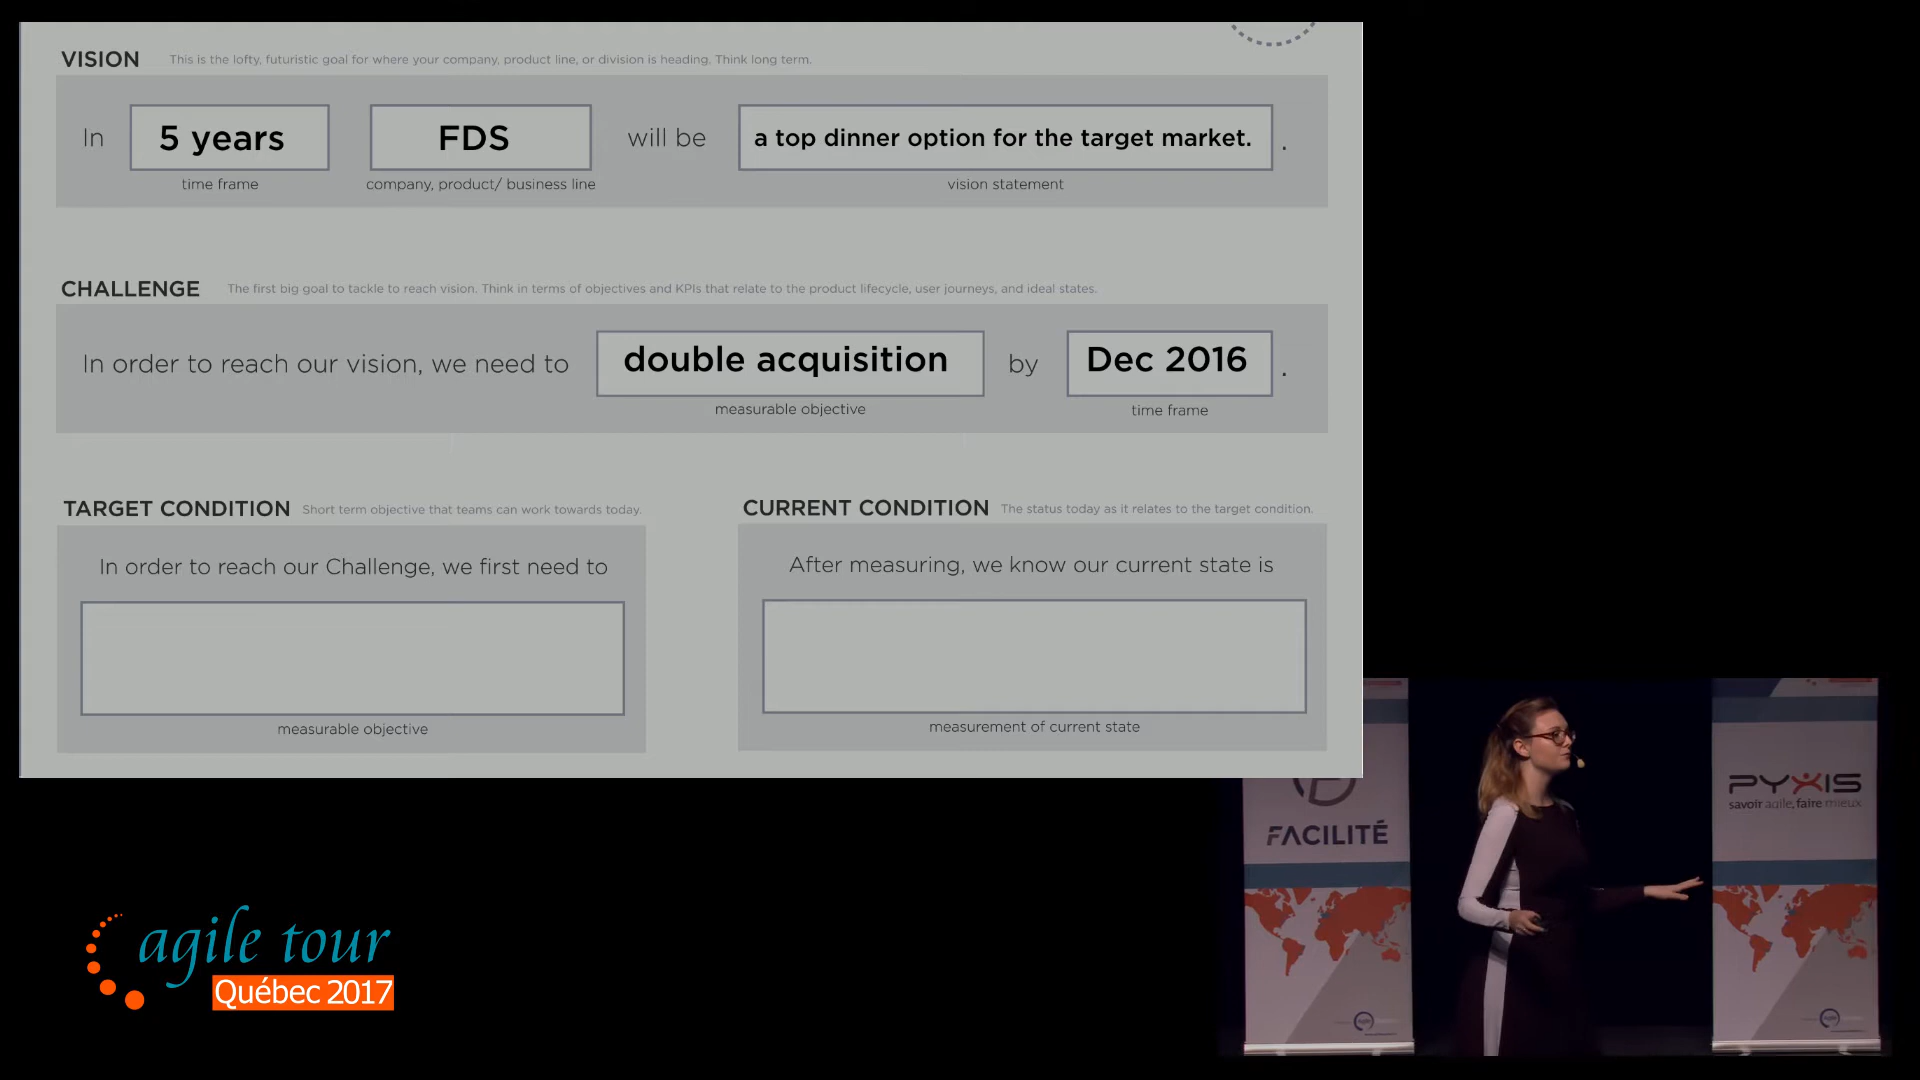 VISION This is the lofty, futuristic goal for where your company, product line, or division is heading. Think long term.
In 5 years FDS will be a top dinner option for the target market. .
time frame company, product/ business line vision statement
CHALLENGE The first big goal to tackle to reach vision. Think in terms of objectives and KPIs that relate to the product lifecycle, user journeys, and ideal states.
In order to reach our vision, we need to double acquisition by Dec 2016 .
measurable objective time frame
TARGET CONDITION Short term objective that teams can work towards today.
In order to reach our Challenge, we first need to
measurable objective
CURRENT CONDITION The status today as it relates to the target condition.
After measuring, we know our current state is
measurement of current state
FACILITÉ
PYXIS
savoir agile, faire mieux
agile tour
Québec 2017